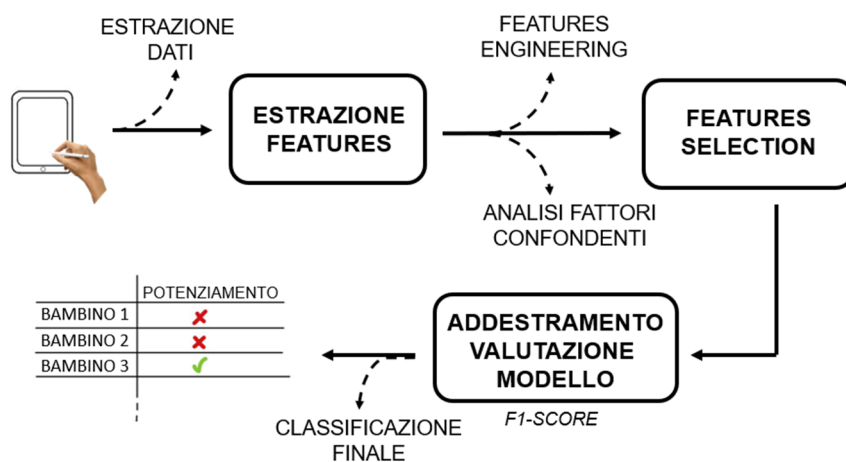 ESTRAZIONE
DATI
ESTRAZIONE
FEATURES
FEATURES
ENGINEERING
ANALISI FATTORI
CONFONDENTI
FEATURES
SELECTION
ADDESTRAMENTO
VALUTAZIONE
MODELLO
F1-SCORE
CLASSIFICAZIONE
FINALE
POTENZIAMENTO
BAMBINO 1
BAMBINO 2
BAMBINO 3